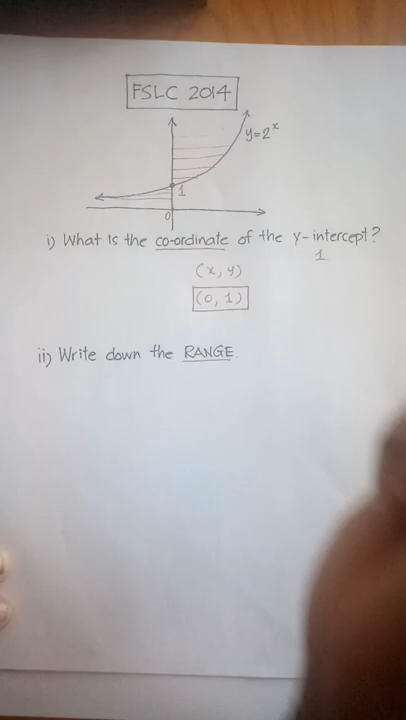 FSLC 2014
y=2ˣ
1
0
i) What is the co-ordinate of the y-intercept?
1
(x, y)
(0, 1)
ii) Write down the RANGE.